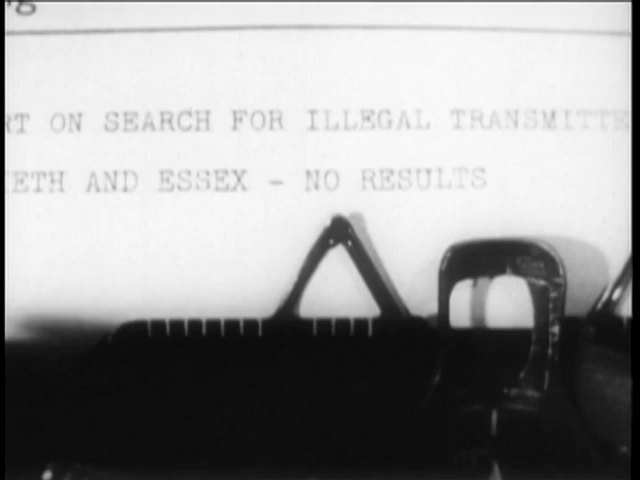 RT ON SEARCH FOR ILLEGAL TRANSMITTE
ETH AND ESSEX - NO RESULTS